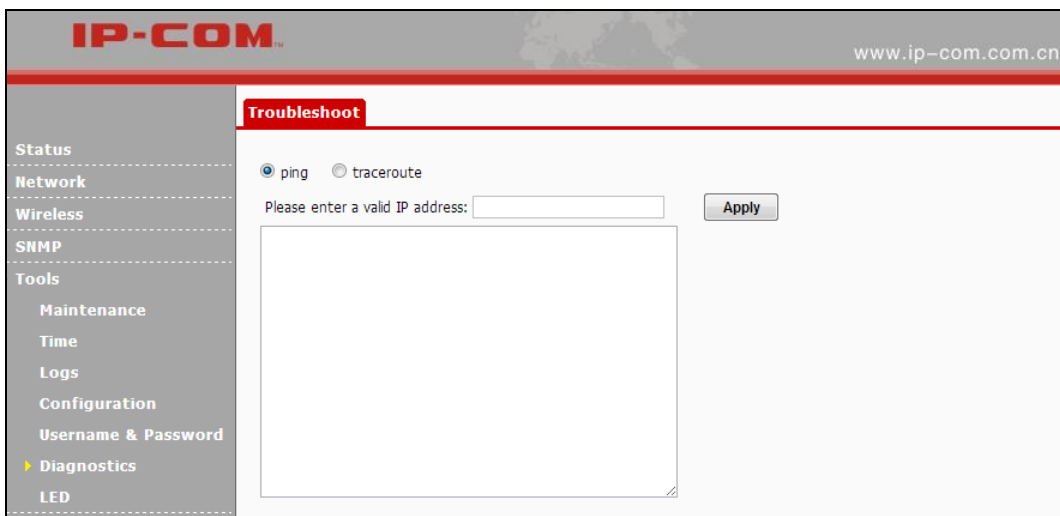 IP-COM™
www.ip-com.com.cn
Troubleshoot
Status
Network
Wireless
SNMP
Tools
Maintenance
Time
Logs
Configuration
Username & Password
Diagnostics
LED
ping traceroute
Please enter a valid IP address: Apply